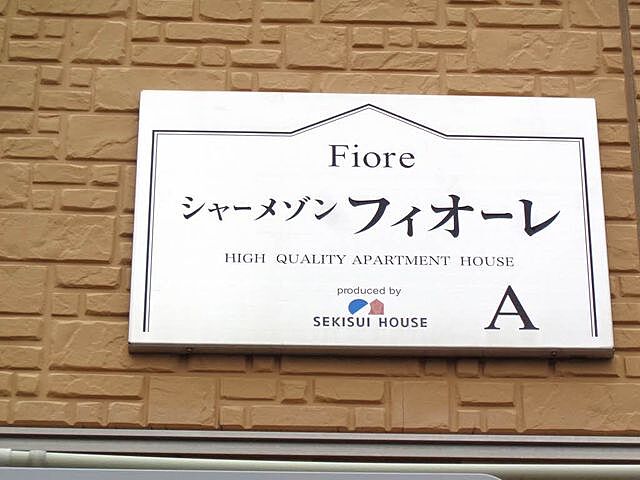 Fiore
シャーメゾン フィオーレ
HIGH QUALITY APARTMENT HOUSE
produced by
SEKISUI HOUSE
A